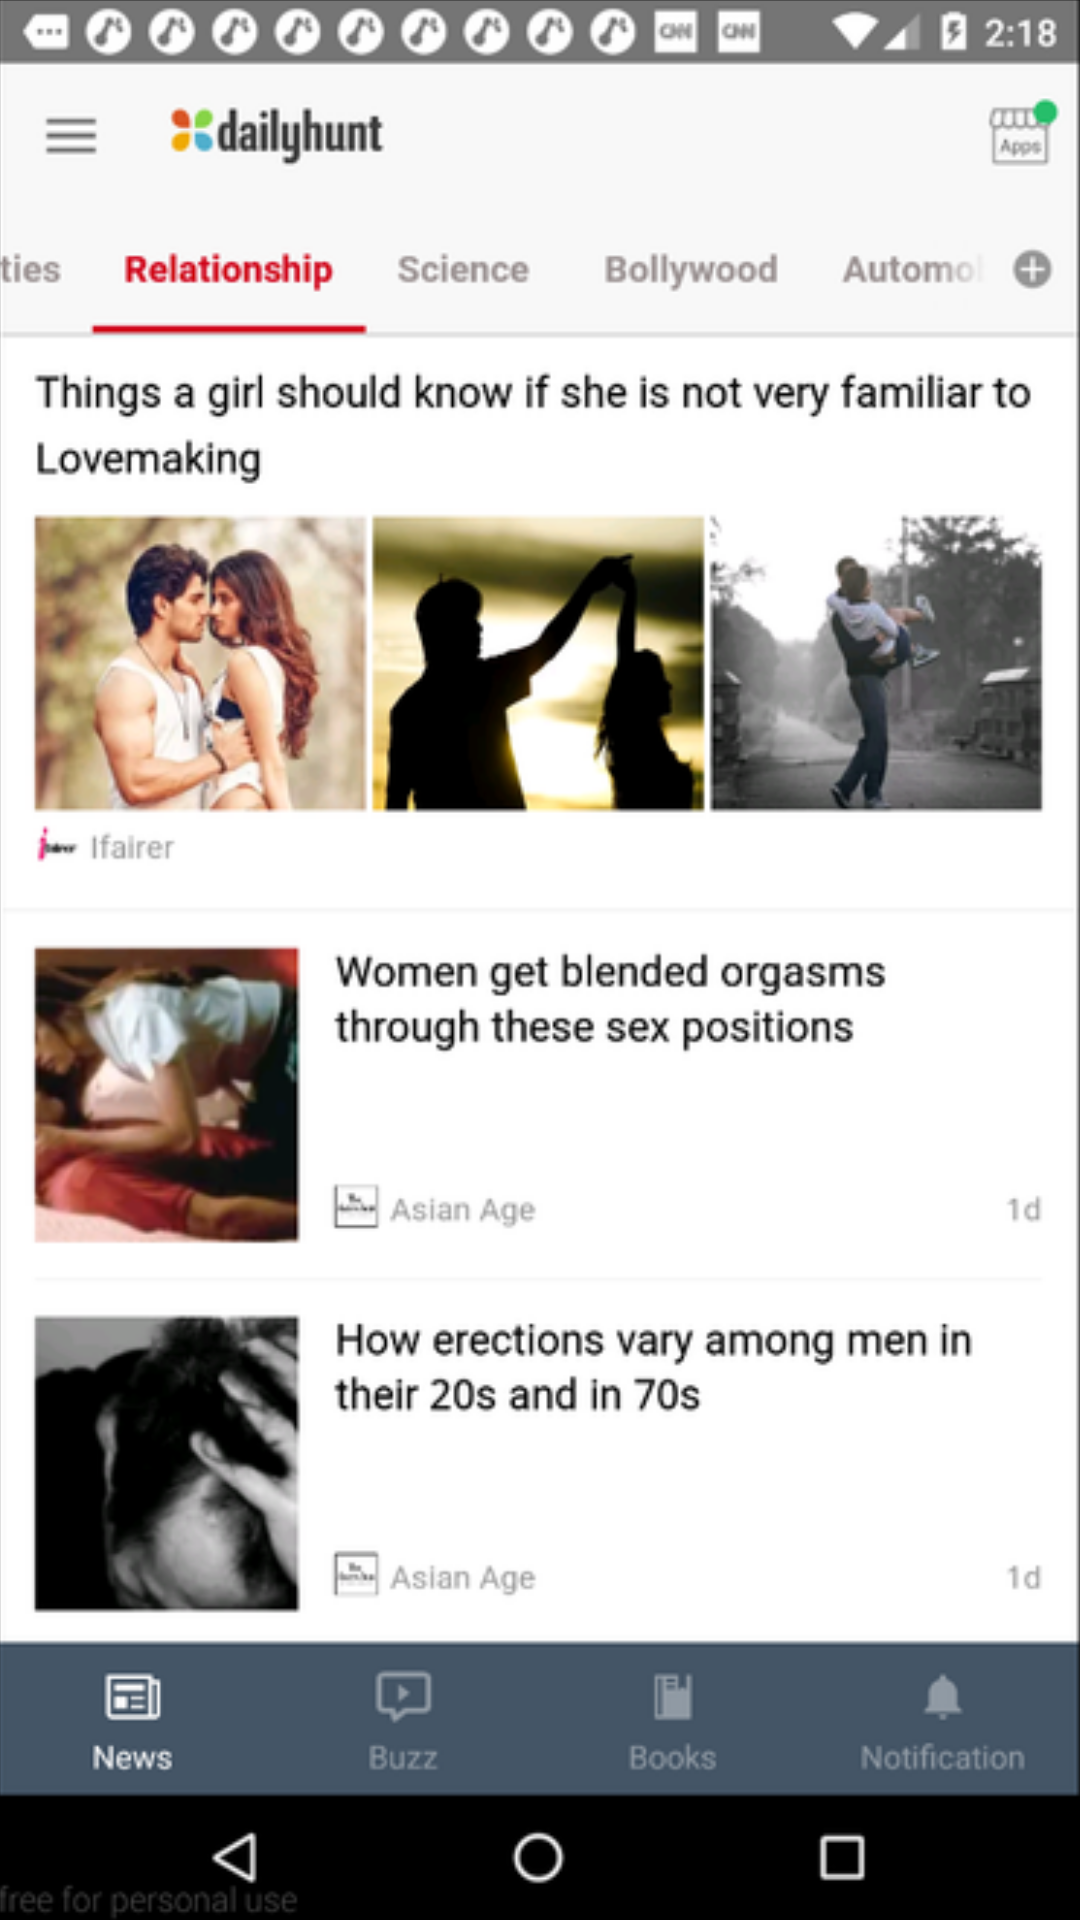 CNN CNN 2:18
dailyhunt
Apps
ties Relationship Science Bollywood Automo
Things a girl should know if she is not very familiar to
Lovemaking
Ifairer
Women get blended orgasms
through these sex positions
Asian Age 1d
How erections vary among men in
their 20s and in 70s
Asian Age 1d
News Buzz Books Notification
free for personal use